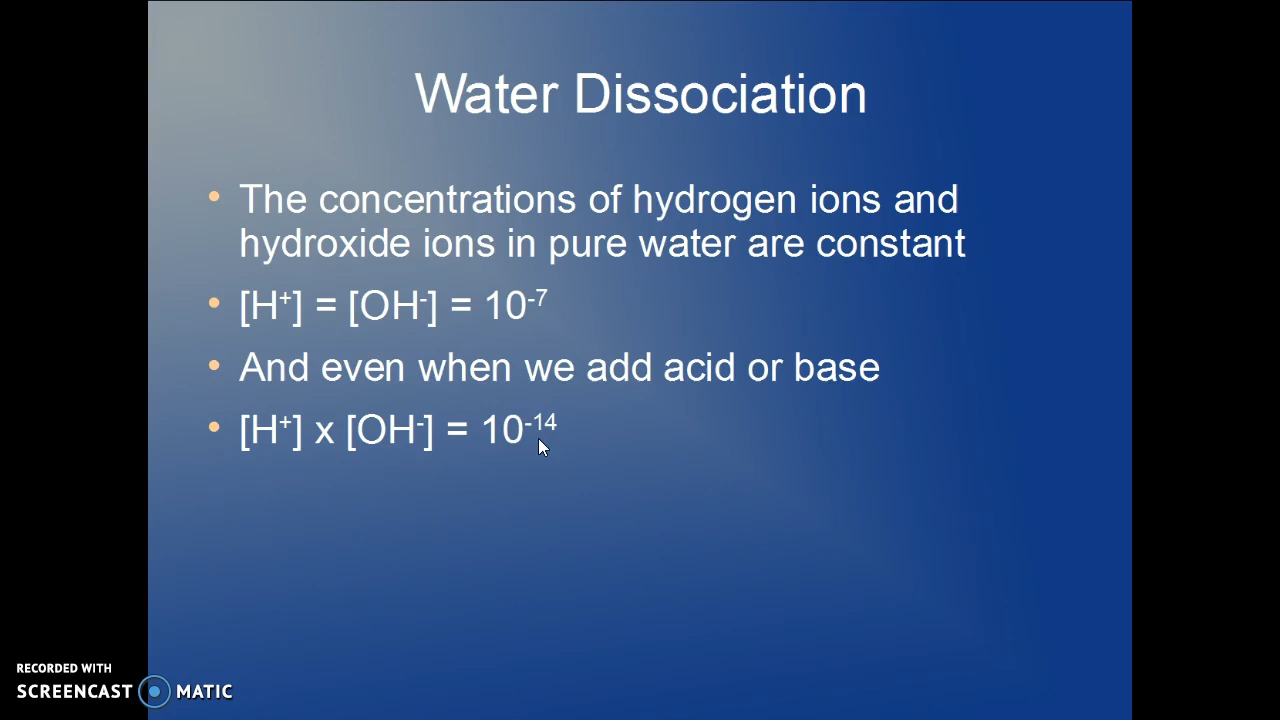 Water Dissociation
• The concentrations of hydrogen ions and
hydroxide ions in pure water are constant
• [H⁺] = [OH⁻] = 10⁻⁷
• And even when we add acid or base
• [H⁺] x [OH⁻] = 10⁻¹⁴
RECORDED WITH
SCREENCAST MATIC